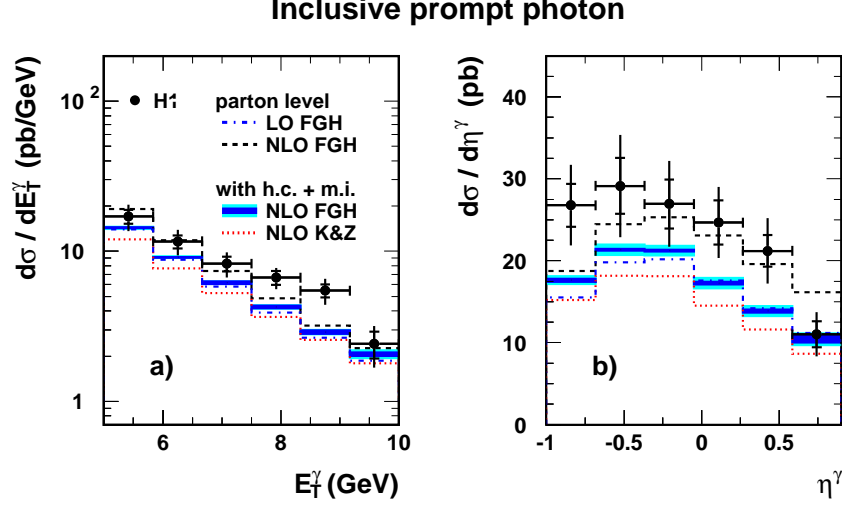 Inclusive prompt photon
dσ / dE_T^γ (pb/GeV)
10^2
10
1
H1
parton level
LO FGH
NLO FGH
with h.c. + m.i.
NLO FGH
NLO K&Z
a)
6
8
10
E_T^γ (GeV)
dσ / dη^γ (pb)
40
30
20
10
0
b)
-1
-0.5
0
0.5
η^γ